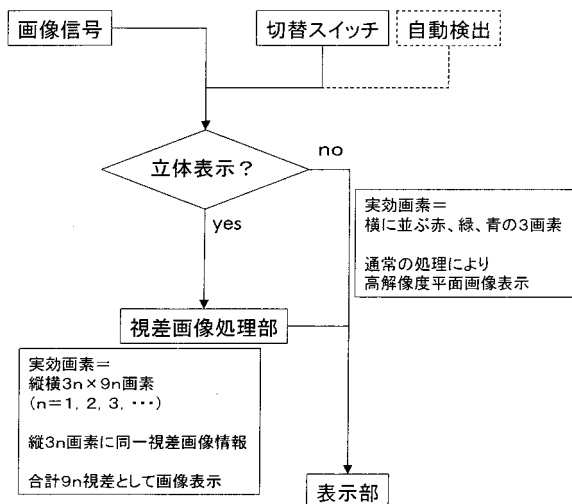 画像信号
切替スイッチ
自動検出
立体表示？
no
yes
実効画素＝
横に並ぶ赤、緑、青の3画素
通常の処理により
高解像度平面画像表示
視差画像処理部
実効画素＝
縦横3n×9n画素
（n＝1, 2, 3, ･･･）
縦3n画素に同一視差画像情報
合計9n視差として画像表示
表示部